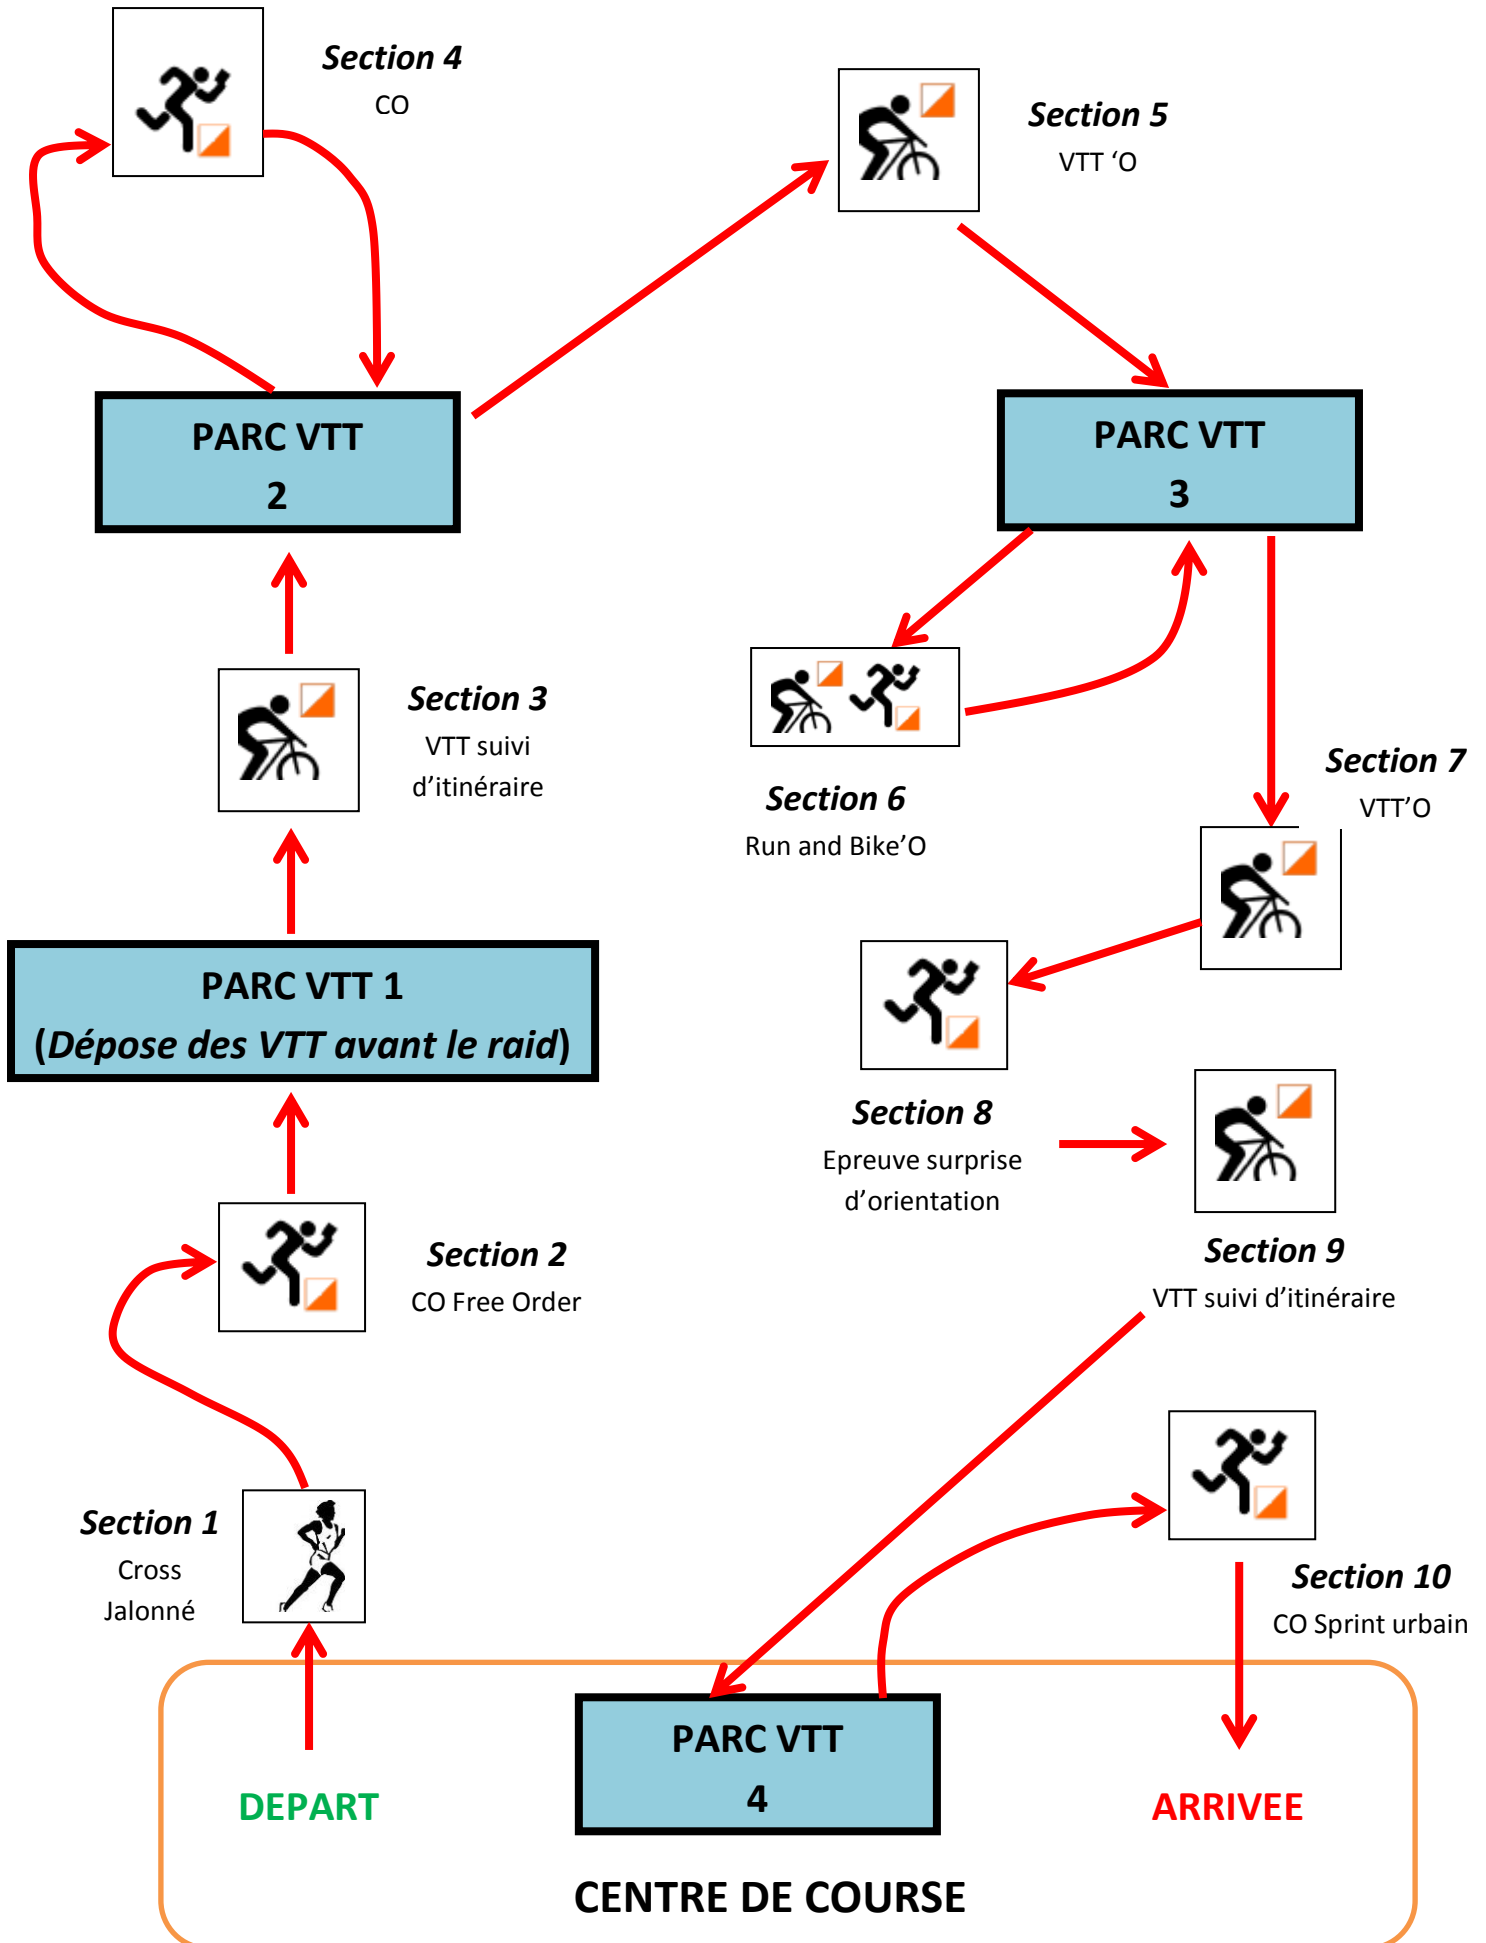 Section 4
CO
Section 5
VTT ‘O
PARC VTT
2
PARC VTT
3
Section 3
VTT suivi
d’itinéraire
Section 6
Run and Bike’O
Section 7
VTT’O
PARC VTT 1
(Dépose des VTT avant le raid)
Section 8
Epreuve surprise
d’orientation
Section 9
VTT suivi d’itinéraire
Section 2
CO Free Order
Section 1
Cross
Jalonné
Section 10
CO Sprint urbain
DEPART
PARC VTT
4
ARRIVEE
CENTRE DE COURSE